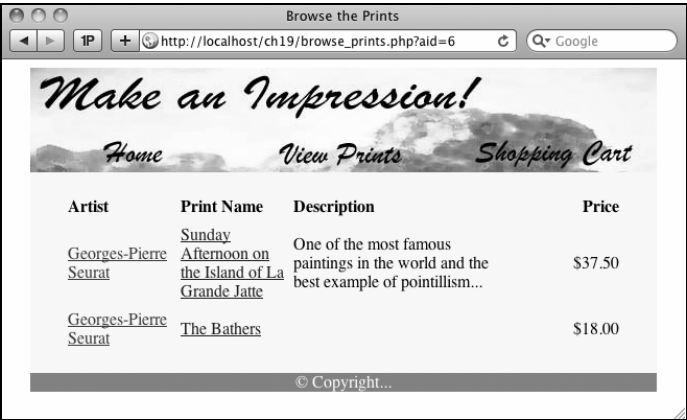 Browse the Prints
1P
+
http://localhost/ch19/browse_prints.php?aid=6
Google
Make an Impression!
Home View Prints Shopping Cart
Artist Print Name Description Price
Georges-Pierre
Seurat
Sunday
Afternoon on
the Island of La
Grande Jatte
One of the most famous
paintings in the world and the
best example of pointillism...
$37.50
Georges-Pierre
Seurat
The Bathers
$18.00
© Copyright...